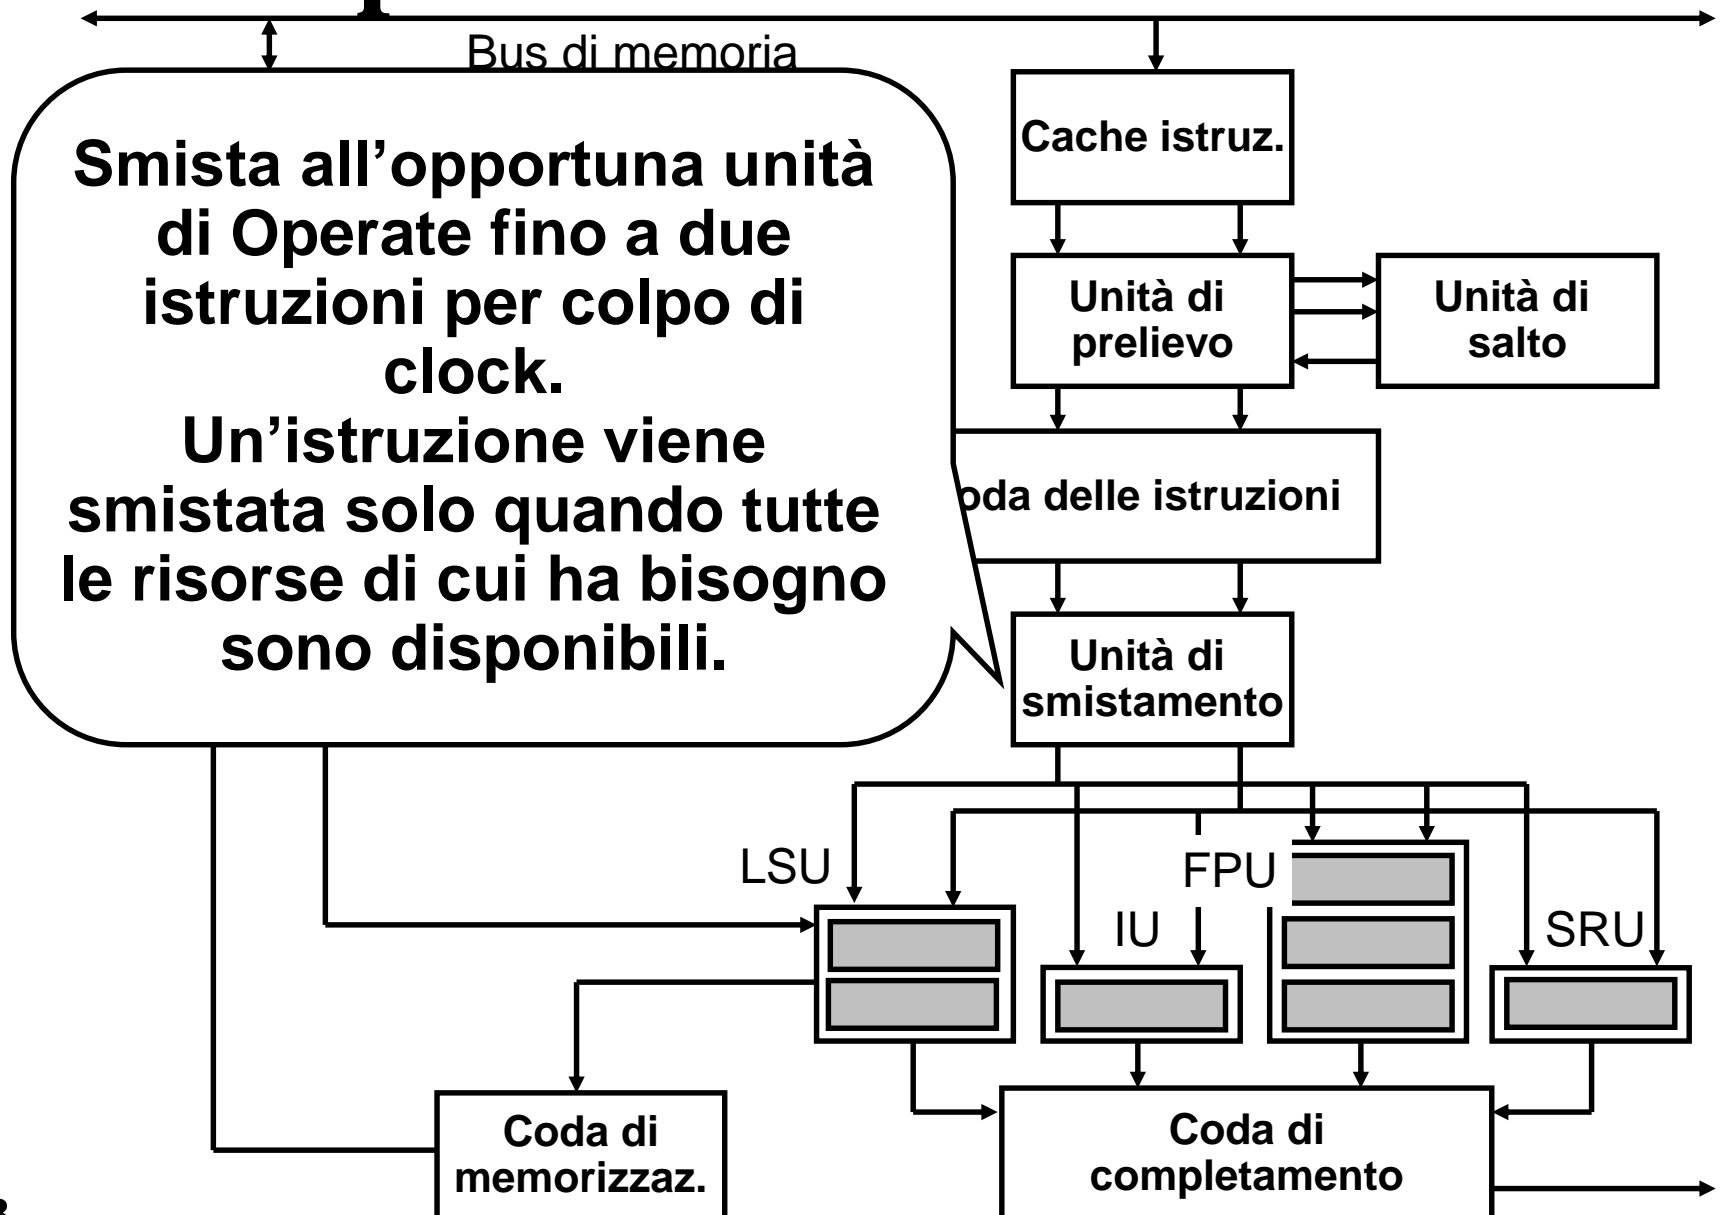 Bus di memoria
Smista all’opportuna unità
di Operate fino a due
istruzioni per colpo di
clock.
Un’istruzione viene
smistata solo quando tutte
le risorse di cui ha bisogno
sono disponibili.
Cache istruz.
Unità di
prelievo
Unità di
salto
oda delle istruzioni
Unità di
smistamento
LSU
FPU
IU
SRU
Coda di
memorizzaz.
Coda di
completamento